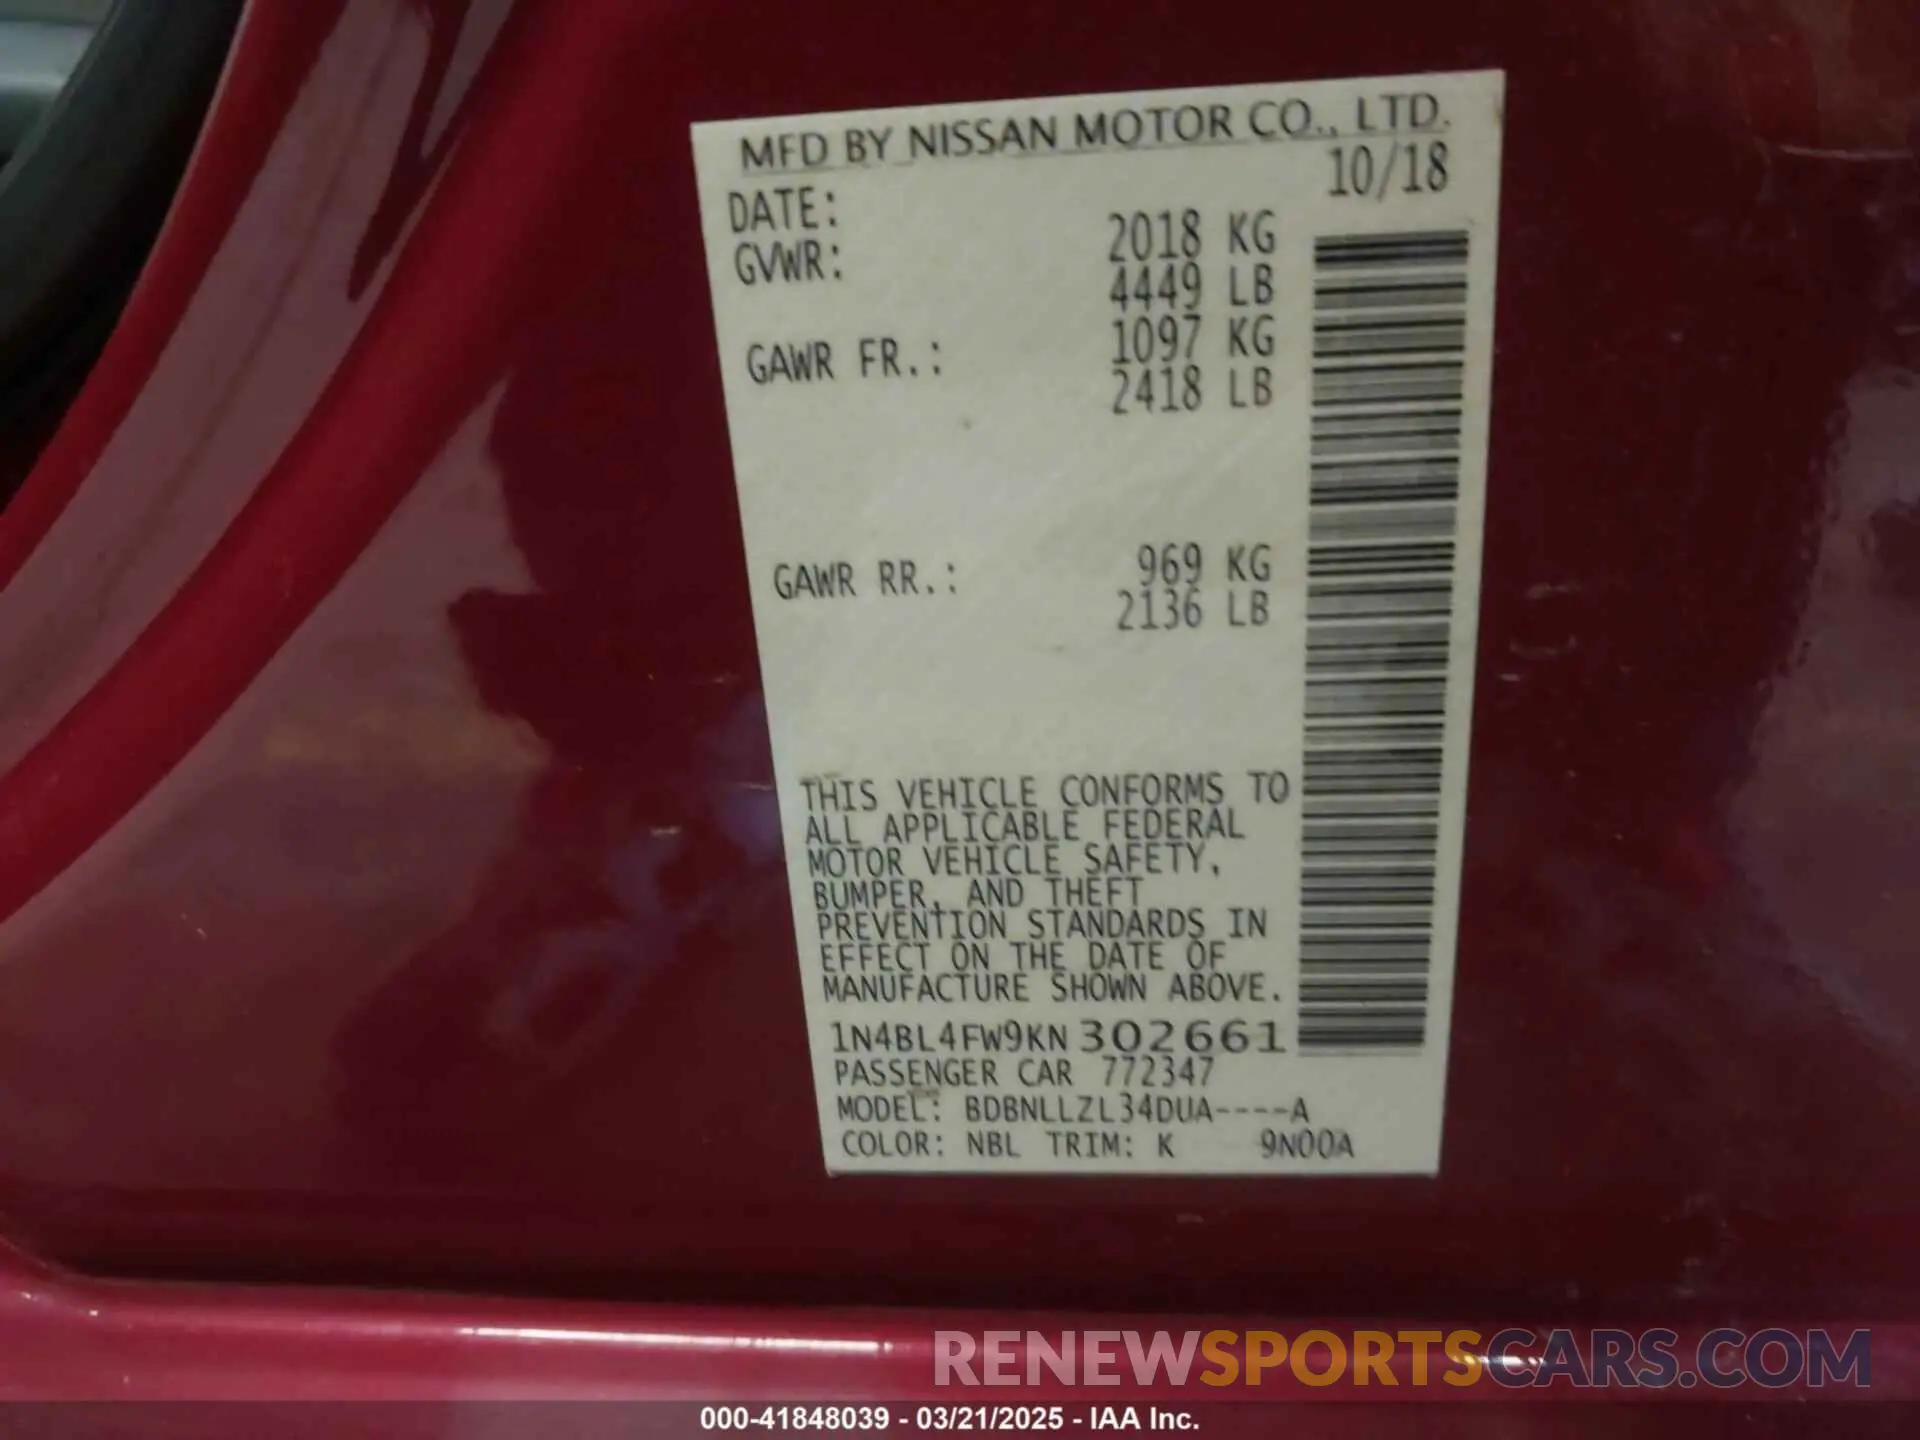 MFD BY NISSAN MOTOR CO., LTD.
DATE: 10/18
GVWR: 2018 KG
4449 LB
GAWR FR.: 1097 KG
2418 LB
GAWR RR.: 969 KG
2136 LB
THIS VEHICLE CONFORMS TO
ALL APPLICABLE FEDERAL
MOTOR VEHICLE SAFETY,
BUMPER, AND THEFT
PREVENTION STANDARDS IN
EFFECT ON THE DATE OF
MANUFACTURE SHOWN ABOVE.
1N4BL4FW9KN302661
PASSENGER CAR 772347
MODEL: BDBNLLZL34DUA----A
COLOR: NBL TRIM: K 9N00A
RENEWSPORTSCARS.COM
000-41848039 - 03/21/2025 - IAA Inc.